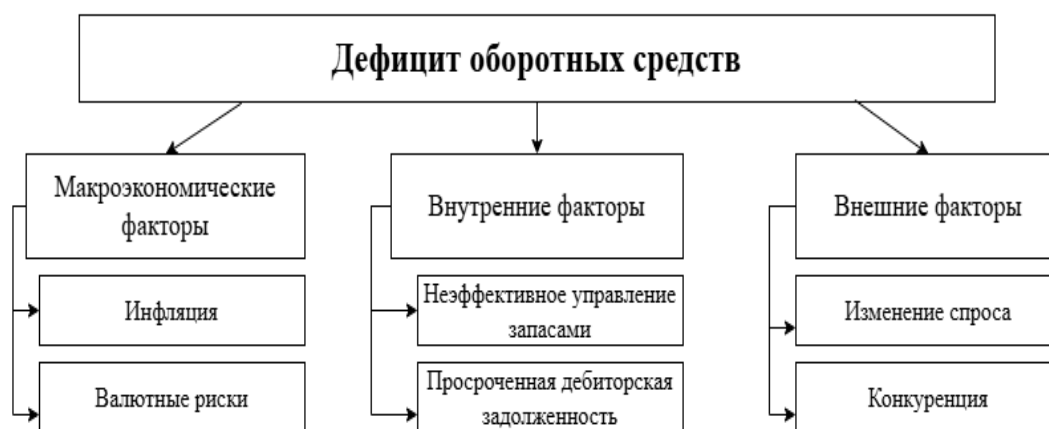 Дефицит оборотных средств
Макроэкономические
факторы
Инфляция
Валютные риски
Внутренние факторы
Неэффективное управление
запасами
Просроченная дебиторская
задолженность
Внешние факторы
Изменение спроса
Конкуренция